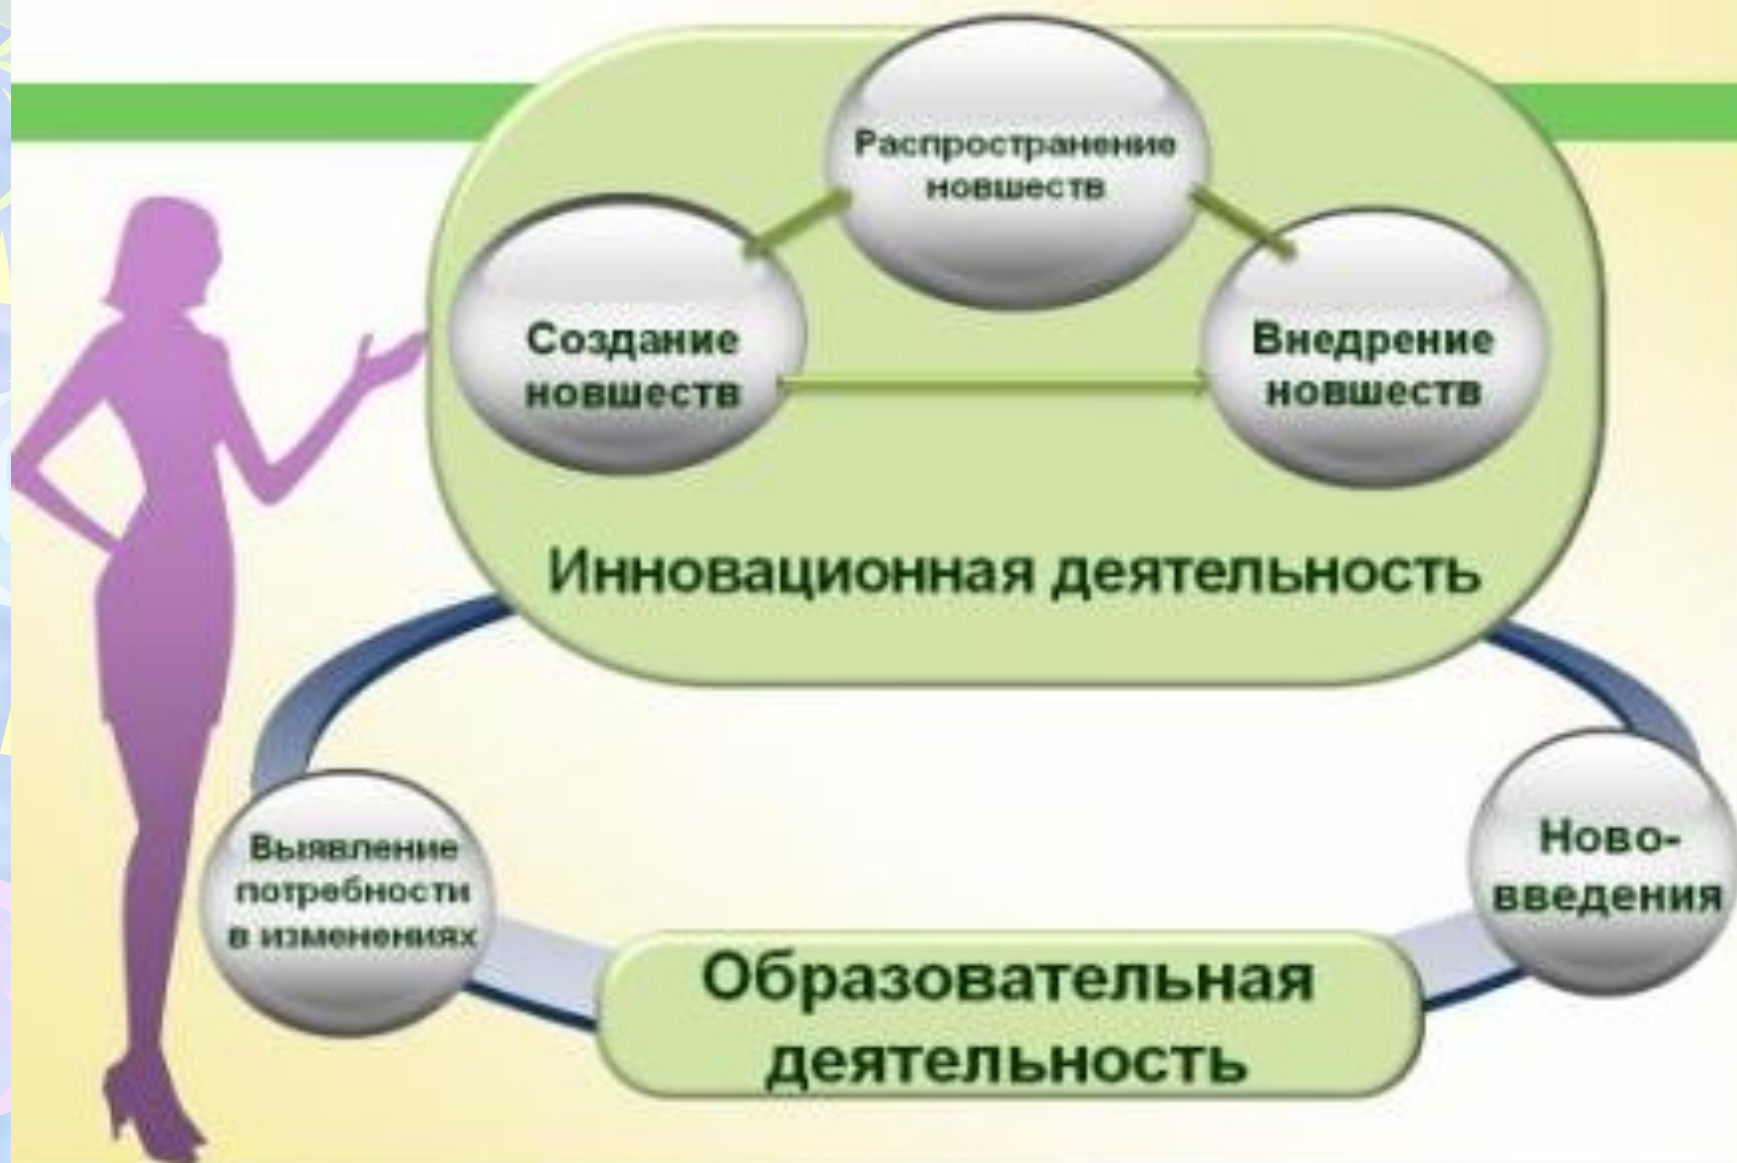 Распространение
новшеств
Создание
новшеств
Внедрение
новшеств
Инновационная деятельность
Выявление
потребности
в изменениях
Ново-
введения
Образовательная
деятельность